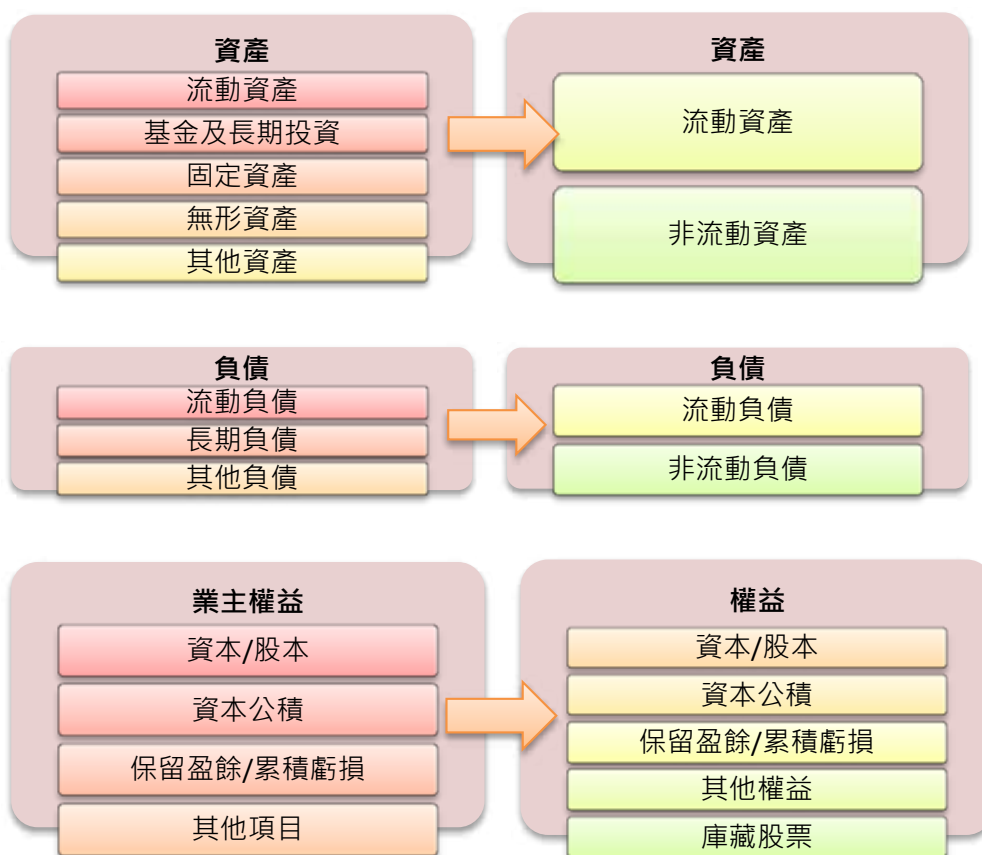 資產
流動資產
基金及長期投資
固定資產
無形資產
其他資產
資產
流動資產
非流動資產
負債
流動負債
長期負債
其他負債
負債
流動負債
非流動負債
業主權益
資本/股本
資本公積
保留盈餘/累積虧損
其他項目
權益
資本/股本
資本公積
保留盈餘/累積虧損
其他權益
庫藏股票